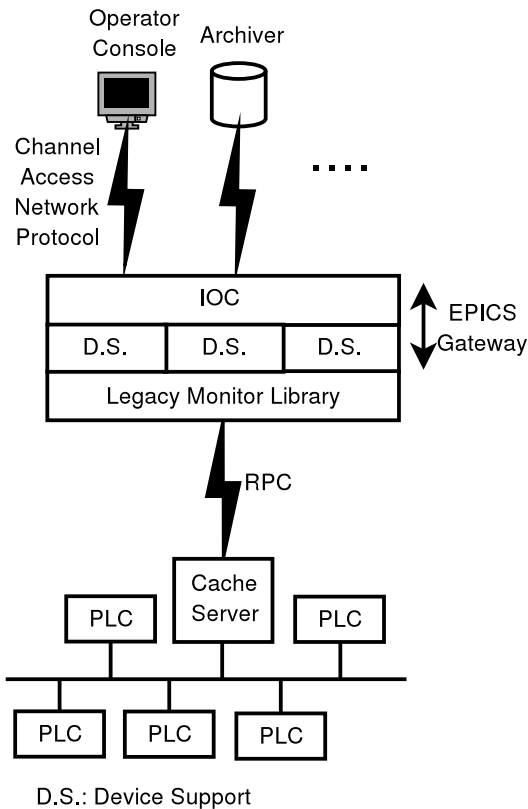 Operator
Console
Archiver
Channel
Access
Network
Protocol
....
IOC
EPICS
Gateway
D.S.
D.S.
D.S.
Legacy Monitor Library
RPC
Cache
Server
PLC
PLC
PLC
PLC
PLC
D.S.: Device Support